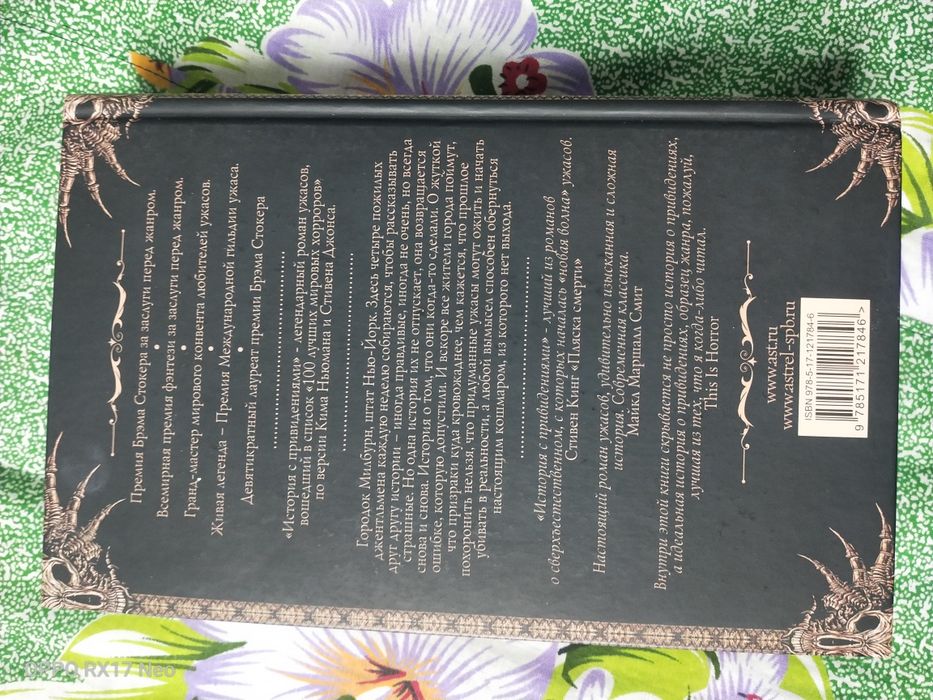 Премия Брэма Стокера за заслуги перед жанром.
Всемирная премия фэнтези за заслуги перед жанром.
Гранд-мастер мирового конвента любителей ужасов.
Живая легенда – Премия Международной гильдии ужаса.
Девятикратный лауреат премии Брэма Стокера
«История с привидениями» - легендарный роман ужасов,
вошедший в список «100 лучших мировых хорроров»
по версии Кима Ньюмана и Стивена Джонса.
Городок Милбурн, штат Нью-Йорк. Здесь четыре пожилых
джентльмена каждую неделю собираются, чтобы рассказывать
друг другу истории – иногда правдивые, иногда не очень, но всегда
страшные. Но одна история их не отпускает, она возвращается
снова и снова. История о том, что они когда-то сделали. О жуткой
ошибке, которую допустили. И вскоре все жители города поймут,
что призраки куда кровожаднее, чем кажется, что прошлое
похоронить нельзя, что придуманные ужасы могут ожить и начать
убивать в реальности, а любой вымысел способен обернуться
настоящим кошмаром, из которого нет выхода.
«История с привидениями» – лучший из романов
о сверхъестественном, с которых началась «новая волна» ужасов.
Стивен Кинг «Пляска смерти»
Настоящий роман ужасов, удивительно изысканная и сложная
история. Современная классика.
Майкл Маршалл Смит
Внутри этой книги скрывается не просто история о привидениях,
а идеальная история о привидениях, образец жанра, пожалуй,
лучшая из тех, что я когда-либо читал.
This Is Horror
www.ast.ru
www.astrel-spb.ru
ISBN 978-5-17-121784-6
9 785171 217846 >
OPPO RX17 Neo